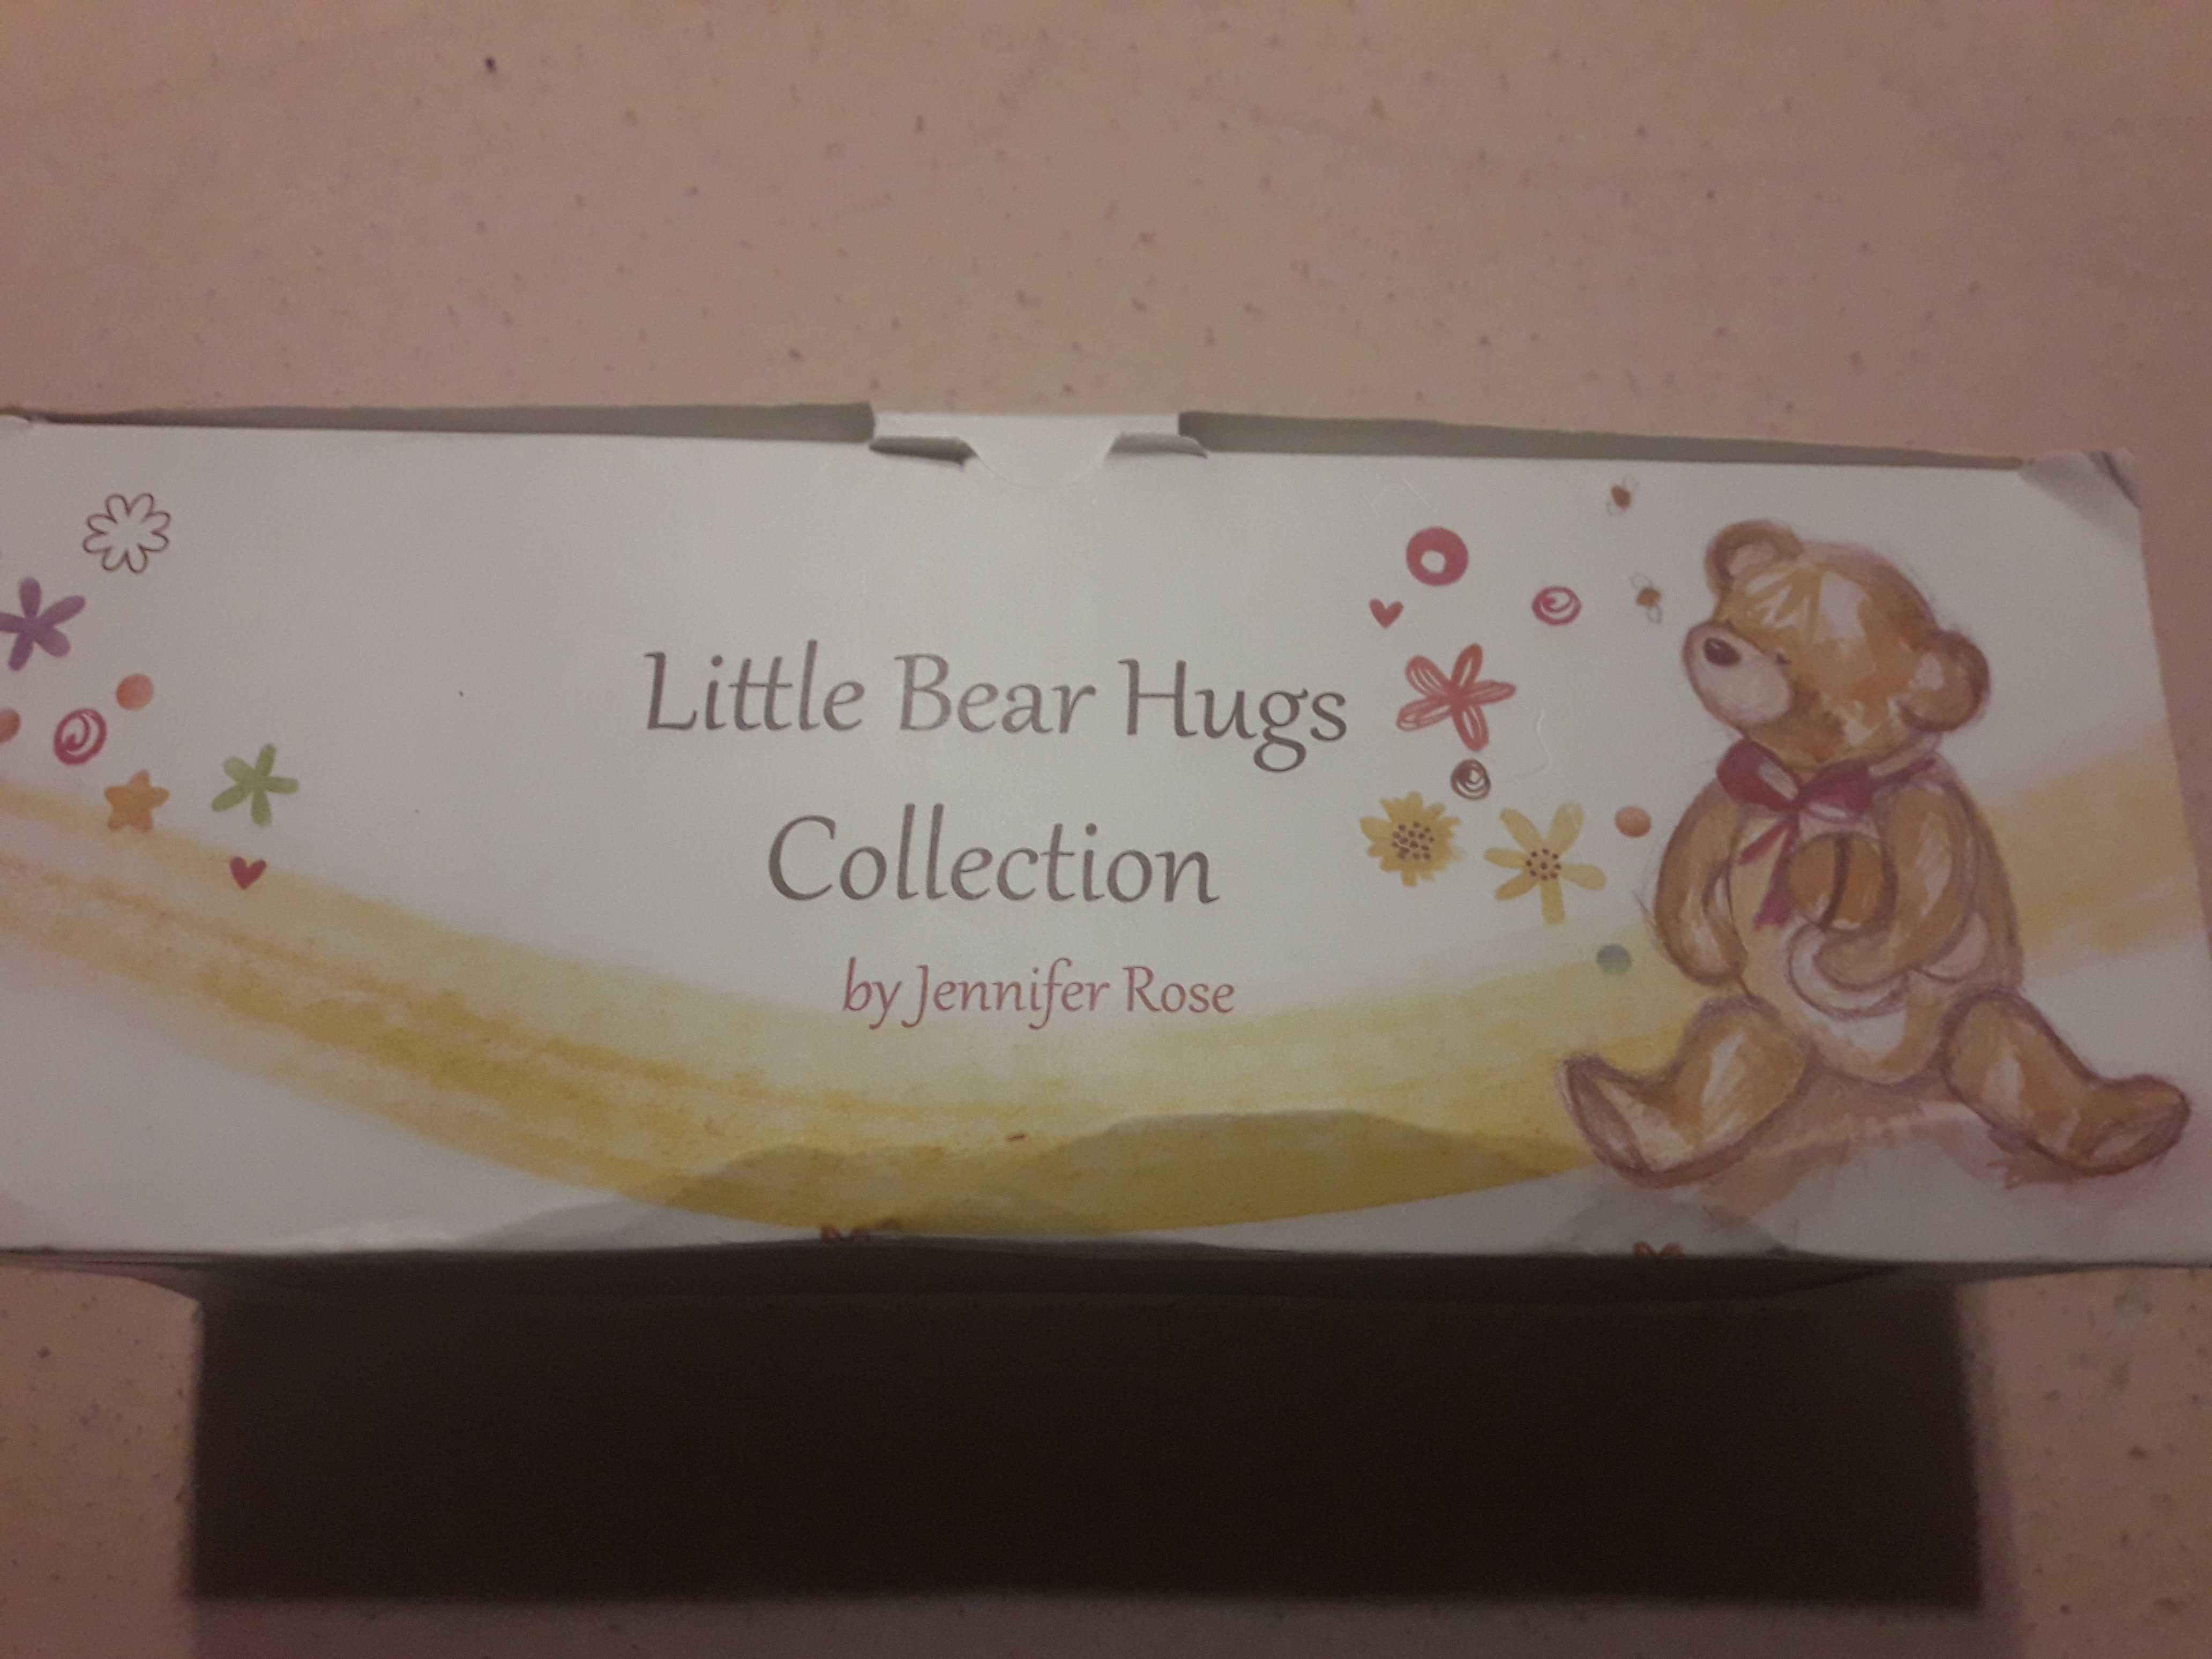 Little Bear Hugs
Collection
by Jennifer Rose